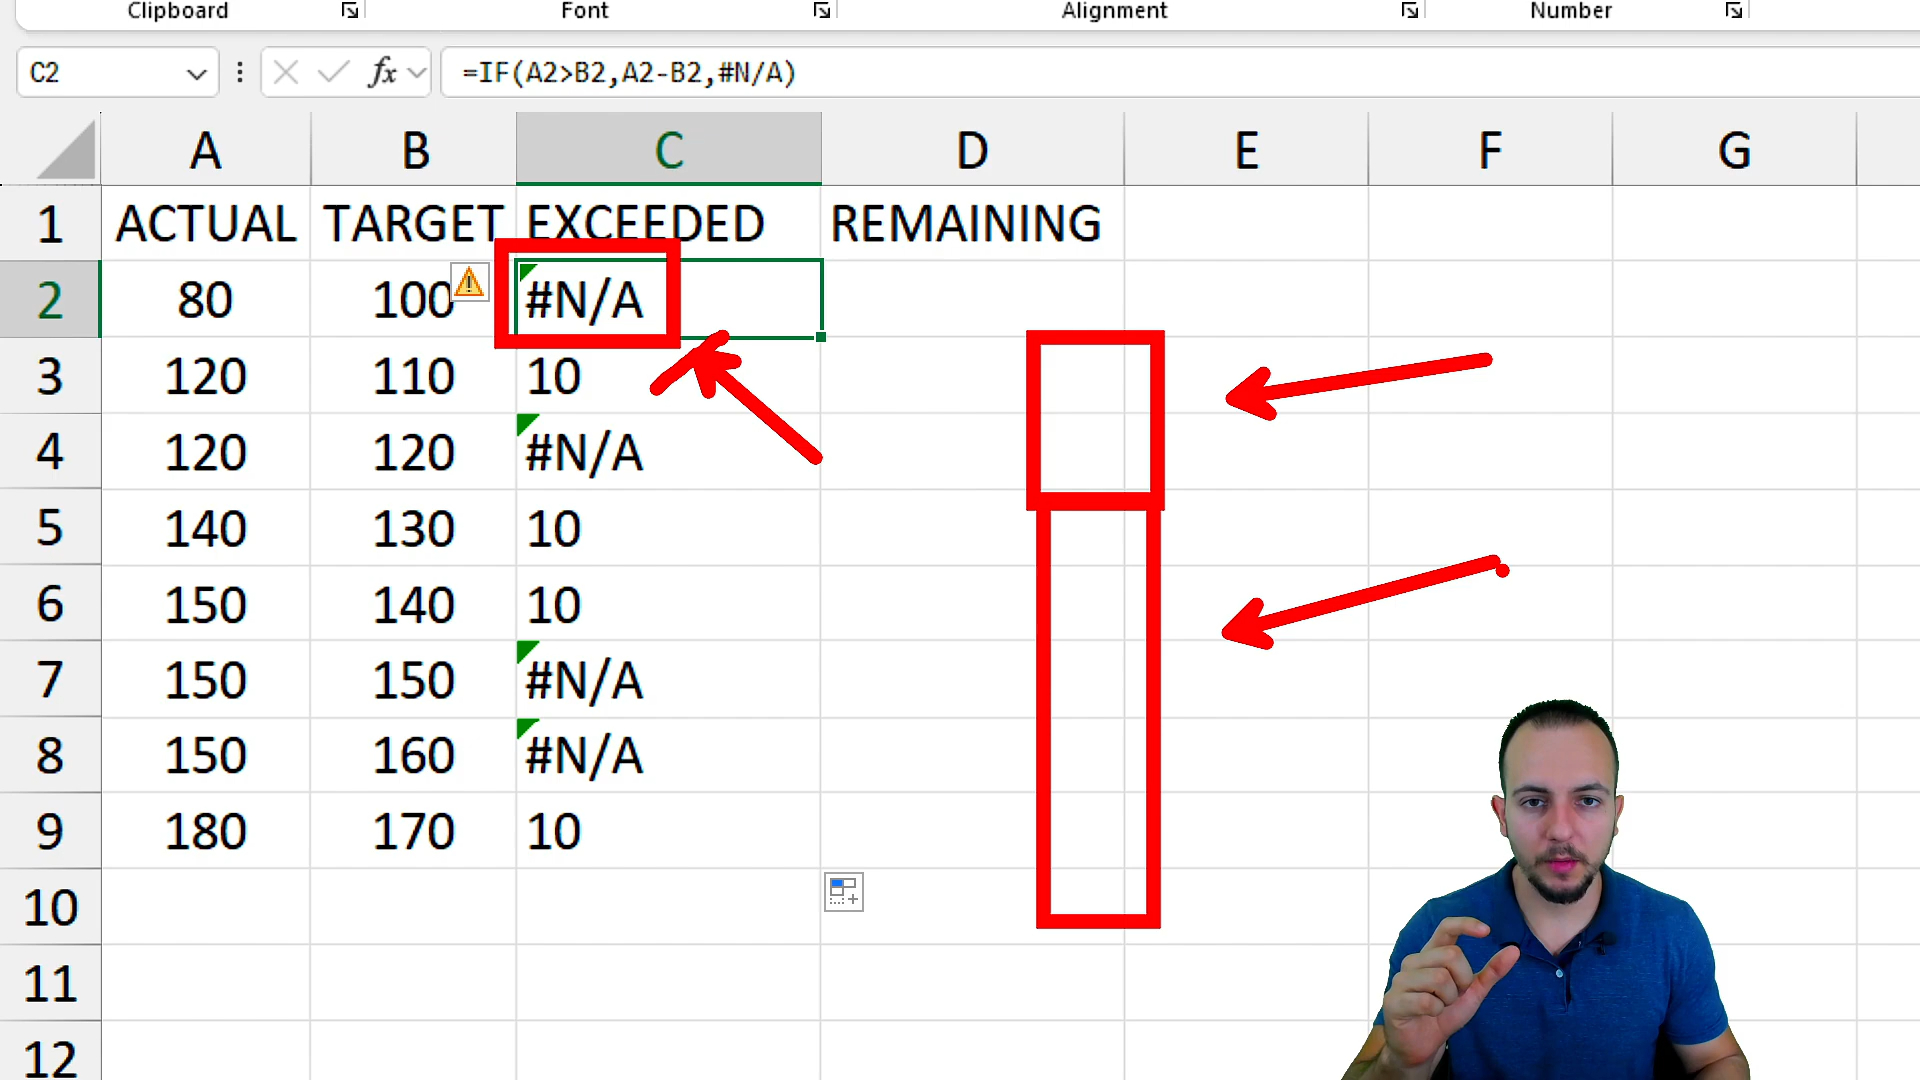 Clipboard Font Alignment Number
C2 fx =IF(A2>B2,A2-B2,#N/A)
A B C D E F G
1 ACTUAL TARGET EXCEEDED REMAINING
2 80 100 #N/A
3 120 110 10
4 120 120 #N/A
5 140 130 10
6 150 140 10
7 150 150 #N/A
8 150 160 #N/A
9 180 170 10
10
11
12